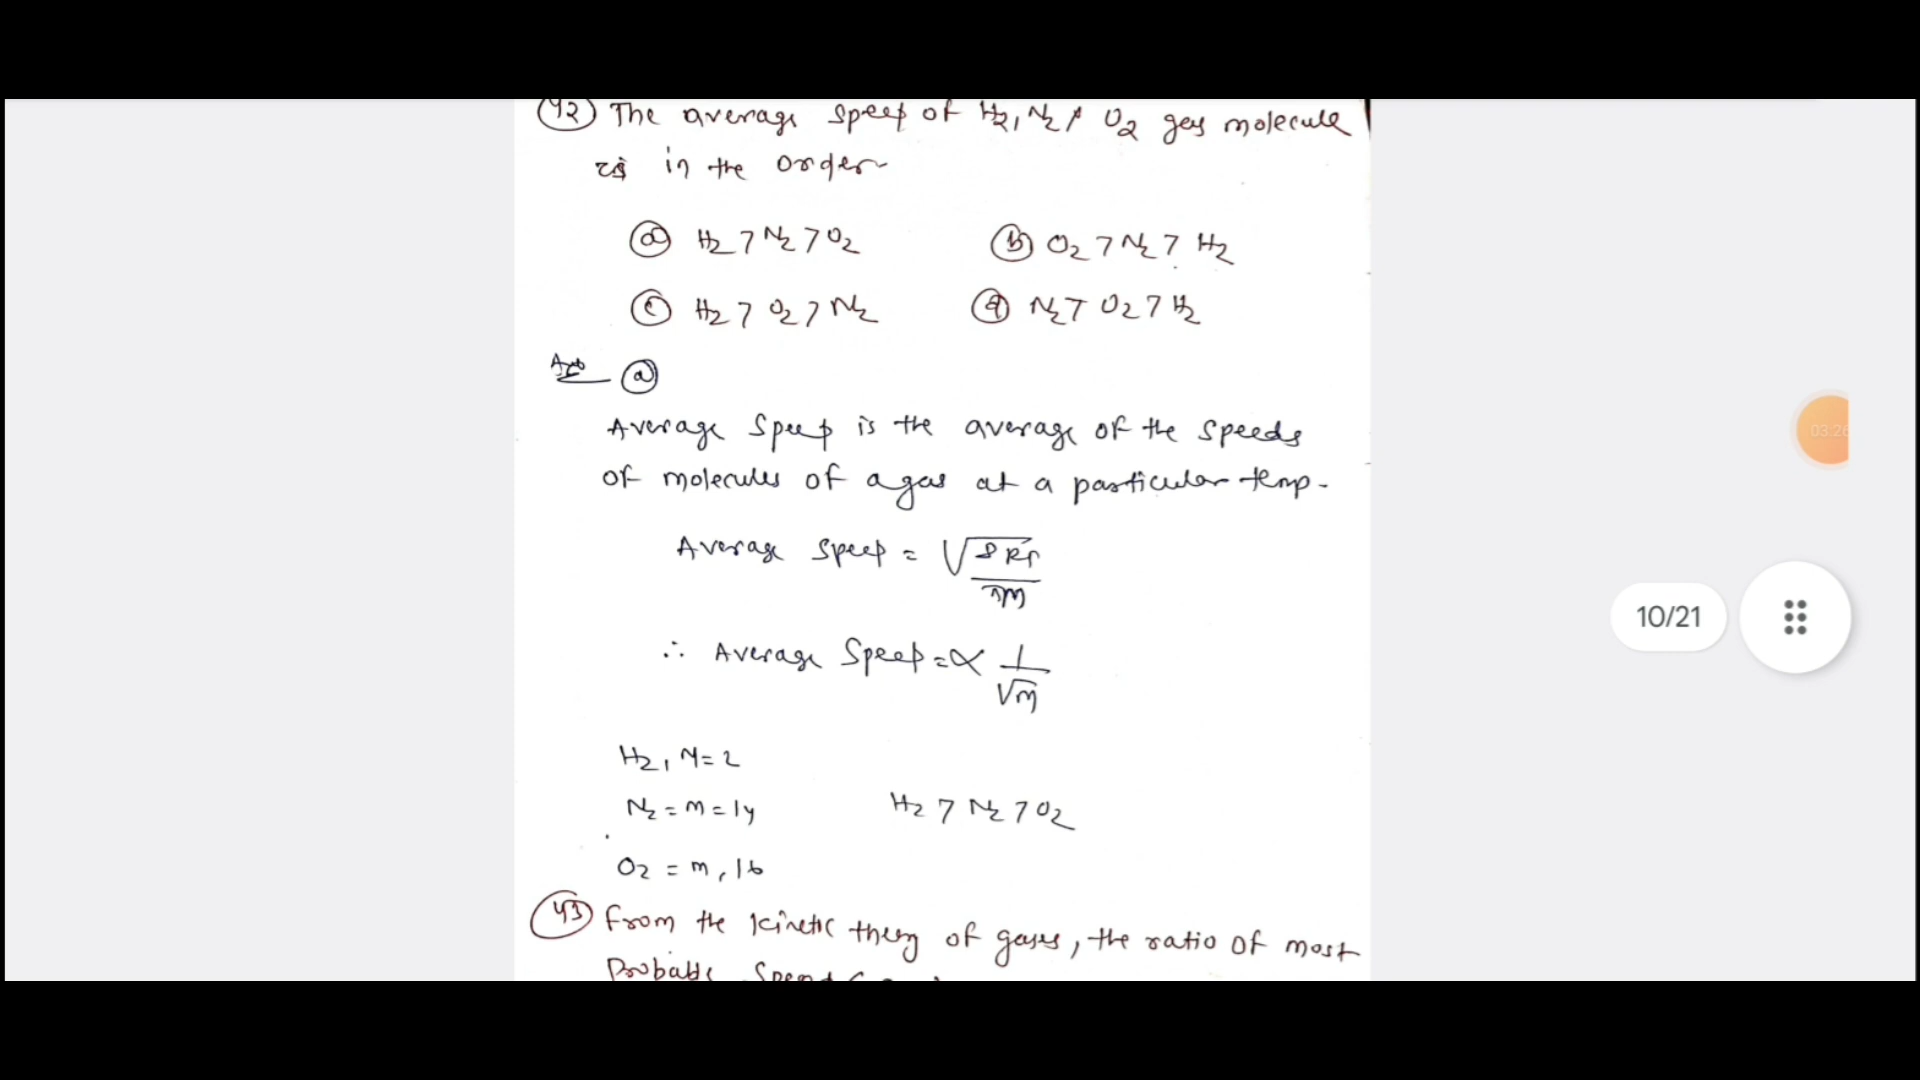 42 The average speed of H2, N2, O2 gas molecule
is in the order
a H2 > N2 > O2
b O2 > N2 > H2
c H2 > O2 > N2
d N2 > O2 > H2
Ans a
Average speed is the average of the speeds
of molecules of a gas at a particular temp.
Average speed = √8RT/πM
∴ Average speed = ∝ 1/√M
H2, M = 2
N2 = M = 14
H2 > N2 > O2
O2 = M, 16
43 From the kinetic theory of gases, the ratio of most
Probable
03:26
10/21